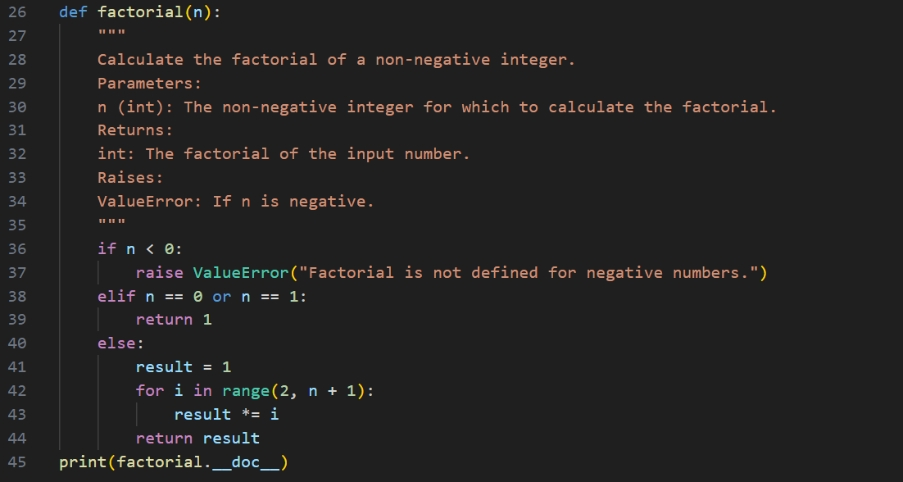 26 def factorial(n):
27     """
28     Calculate the factorial of a non-negative integer.
29     Parameters:
30     n (int): The non-negative integer for which to calculate the factorial.
31     Returns:
32     int: The factorial of the input number.
33     Raises:
34     ValueError: If n is negative.
35     """
36     if n < 0:
37         raise ValueError("Factorial is not defined for negative numbers.")
38     elif n == 0 or n == 1:
39         return 1
40     else:
41         result = 1
42         for i in range(2, n + 1):
43             result *= i
44         return result
45 print(factorial.__doc__)